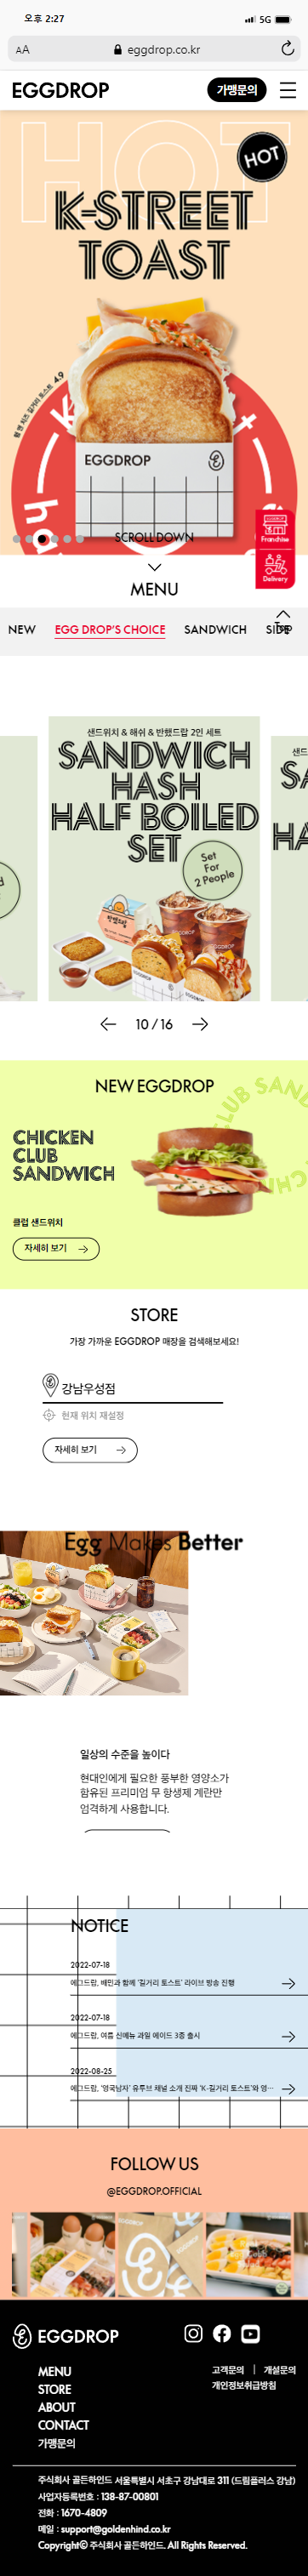 오후 2:27
5G
AA
eggdrop.co.kr
EGGDROP
가맹문의
HOT
HOT
K-STREET
TOAST
EGGDROP
SCROLL DOWN
Franchise
Delivery
MENU
Top
NEW
EGG DROP'S CHOICE
SANDWICH
SIDE
샌드위치 & 해쉬 & 반했드랍 2인 세트
SANDWICH
HASH
HALF BOILED
SET
Set
For
2 People
10 / 16
NEW EGGDROP
CHICKEN
CLUB
SANDWICH
CLUB SAND
CHI
클럽 샌드위치
자세히 보기
STORE
가장 가까운 EGGDROP 매장을 검색해보세요!
강남우성점
현재 위치 재설정
자세히 보기
Egg Makes Better
일상의 수준을 높이다
현대인에게 필요한 풍부한 영양소가
함유된 프리미엄 무 항생제 계란만
엄격하게 사용합니다.
NOTICE
2022-07-18
에그드랍, 배민과 함께 '길거리 토스트' 라이브 방송 진행
2022-07-18
에그드랍, 여름 신메뉴 과일 에이드 3종 출시
2022-08-25
에그드랍, '영국남자' 유투브 채널 소개 진짜 'K-길거리 토스트'와 영…
FOLLOW US
@EGGDROP.OFFICIAL
EGGDROP
MENU
STORE
ABOUT
CONTACT
가맹문의
고객문의 | 개설문의
개인정보취급방침
주식회사 골든하인드 서울특별시 서초구 강남대로 311 (드림플러스 강남)
사업자등록번호 : 138-87-00801
전화 : 1670-4809
메일 : support@goldenhind.co.kr
Copyright© 주식회사 골든하인드. All Rights Reserved.